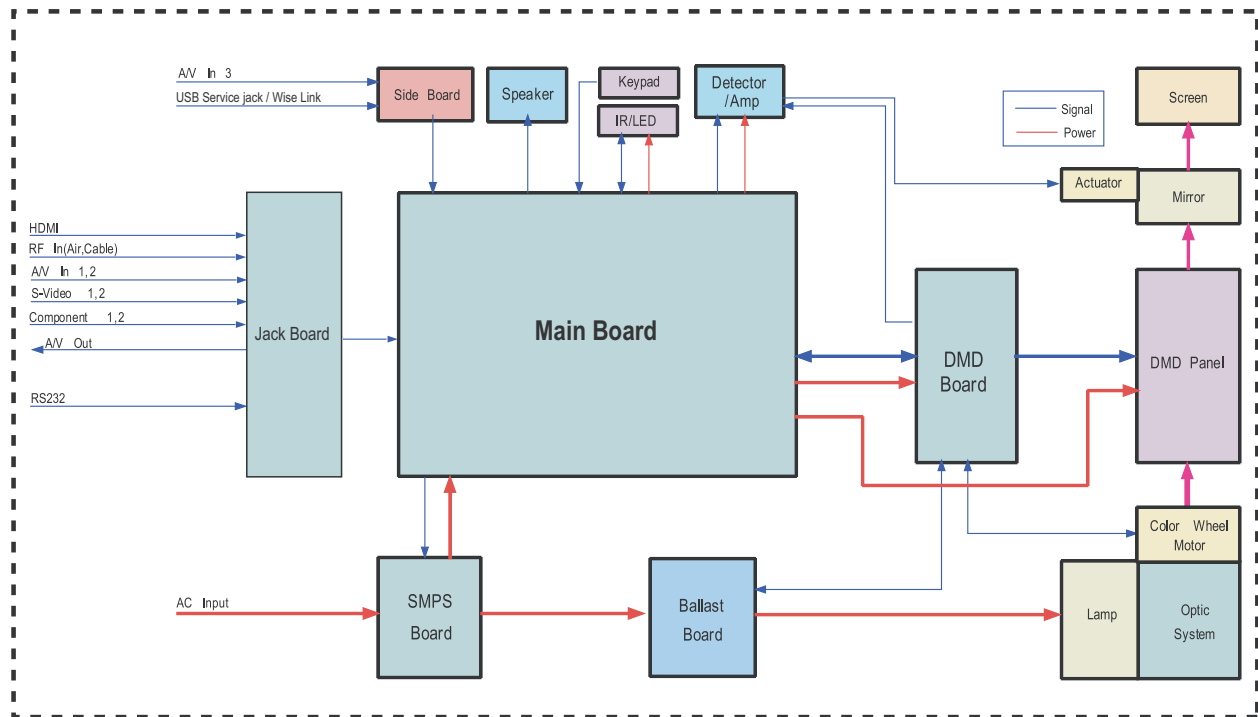 A/V In 3
USB Service jack / Wise Link
Side Board
Speaker
Keypad
IR/LED
Detector
/Amp
Signal
Power
Screen
Actuator
Mirror
HDMI
RF In(Air,Cable)
A/V In 1,2
S-Video 1,2
Component 1,2
A/V Out
RS232
Jack Board
Main Board
DMD
Board
DMD Panel
Color Wheel
Motor
AC Input
SMPS
Board
Ballast
Board
Lamp
Optic
System